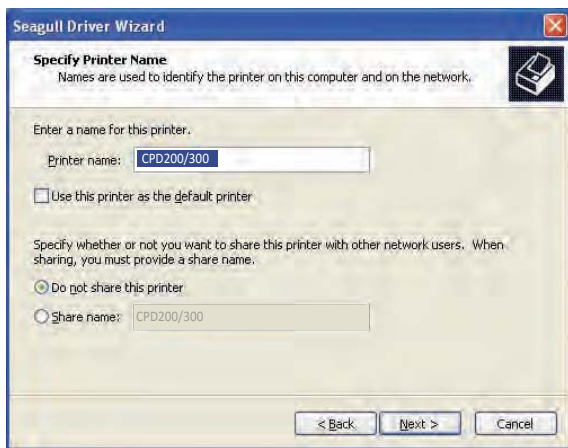 Seagull Driver Wizard
Specify Printer Name
Names are used to identify the printer on this computer and on the network.
Enter a name for this printer.
Printer name: CPD200/300
Use this printer as the default printer
Specify whether or not you want to share this printer with other network users. When
sharing, you must provide a share name.
Do not share this printer
Share name: CPD200/300
< Back Next > Cancel